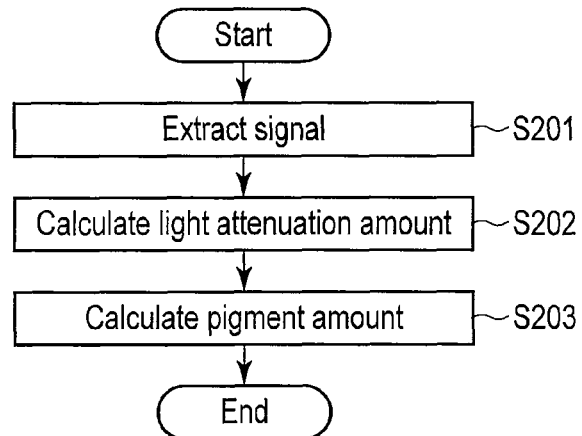 Start
Extract signal S201
Calculate light attenuation amount S202
Calculate pigment amount S203
End